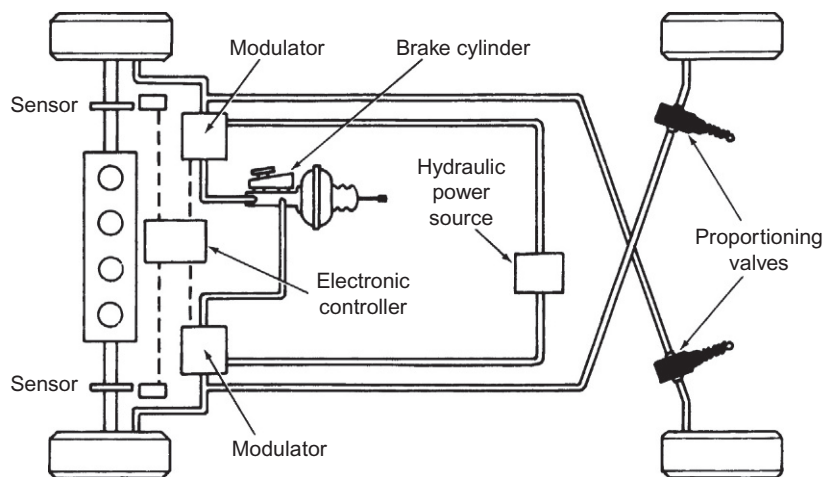 Modulator
Brake cylinder
Sensor
Hydraulic
power
source
Proportioning
valves
Electronic
controller
Sensor
Modulator